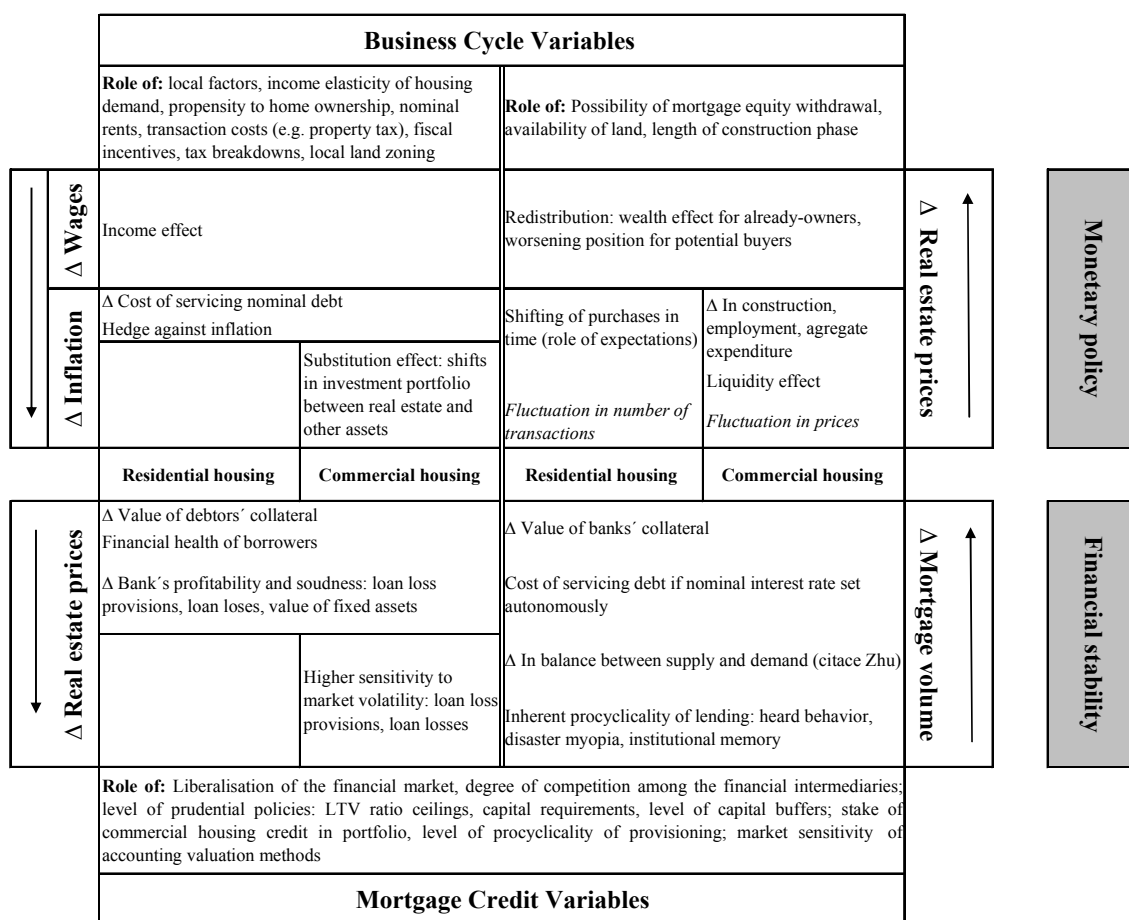 Business Cycle Variables
Role of: local factors, income elasticity of housing
demand, propensity to home ownership, nominal
rents, transaction costs (e.g. property tax), fiscal
incentives, tax breakdowns, local land zoning
Role of: Possibility of mortgage equity withdrawal,
availability of land, length of construction phase
Δ Wages
Income effect
Redistribution: wealth effect for already-owners,
worsening position for potential buyers
Δ Real estate prices
Monetary policy
Δ Inflation
Δ Cost of servicing nominal debt
Hedge against inflation
Substitution effect: shifts
in investment portfolio
between real estate and
other assets
Shifting of purchases in
time (role of expectations)
Fluctuation in number of
transactions
Δ In construction,
employment, agregate
expenditure
Liquidity effect
Fluctuation in prices
Residential housing
Commercial housing
Residential housing
Commercial housing
Δ Real estate prices
Δ Value of debtors´ collateral
Financial health of borrowers
Δ Bank´s profitability and soudness: loan loss
provisions, loan loses, value of fixed assets
Higher sensitivity to
market volatility: loan loss
provisions, loan losses
Δ Value of banks´ collateral
Cost of servicing debt if nominal interest rate set
autonomously
Δ In balance between supply and demand (citace Zhu)
Inherent procyclicality of lending: heard behavior,
disaster myopia, institutional memory
Δ Mortgage volume
Financial stability
Role of: Liberalisation of the financial market, degree of competition among the financial intermediaries;
level of prudential policies: LTV ratio ceilings, capital requirements, level of capital buffers; stake of
commercial housing credit in portfolio, level of procyclicality of provisioning; market sensitivity of
accounting valuation methods
Mortgage Credit Variables